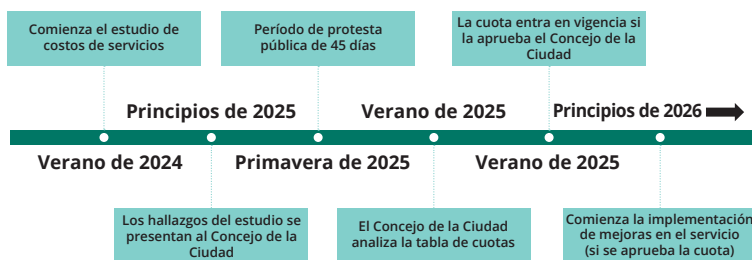 Comienza el estudio de
costos de servicios
Período de protesta
pública de 45 días
La cuota entra en vigencia si
la aprueba el Concejo de la
Ciudad
Principios de 2025
Verano de 2025
Principios de 2026
Verano de 2024
Primavera de 2025
Verano de 2025
Los hallazgos del estudio se
presentan al Concejo de la
Ciudad
El Concejo de la Ciudad
analiza la tabla de cuotas
Comienza la implementación
de mejoras en el servicio
(si se aprueba la cuota)